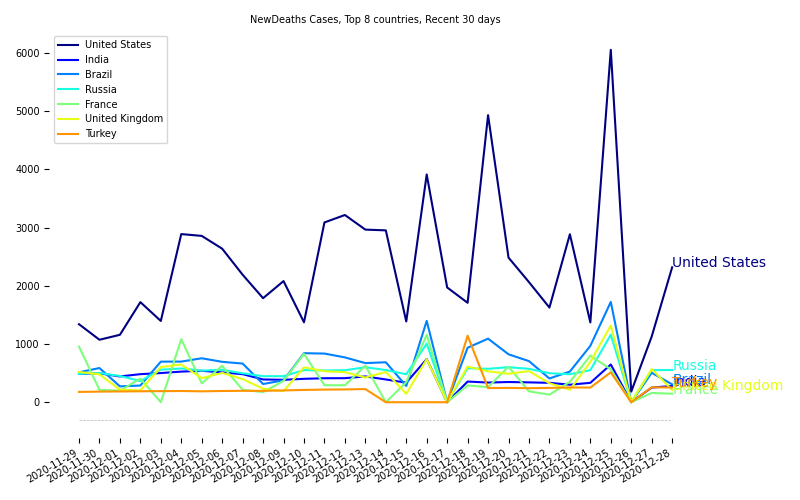 NewDeaths Cases, Top 8 countries, Recent 30 days
United States
India
Brazil
Russia
France
United Kingdom
Turkey
6000
5000
4000
3000
2000
1000
0
United States
Russia
Brazil
India
Turkey
United Kingdom
France
2020-11-29
2020-11-30
2020-12-01
2020-12-02
2020-12-03
2020-12-04
2020-12-05
2020-12-06
2020-12-07
2020-12-08
2020-12-09
2020-12-10
2020-12-11
2020-12-12
2020-12-13
2020-12-14
2020-12-15
2020-12-16
2020-12-17
2020-12-18
2020-12-19
2020-12-20
2020-12-21
2020-12-22
2020-12-23
2020-12-24
2020-12-25
2020-12-26
2020-12-27
2020-12-28